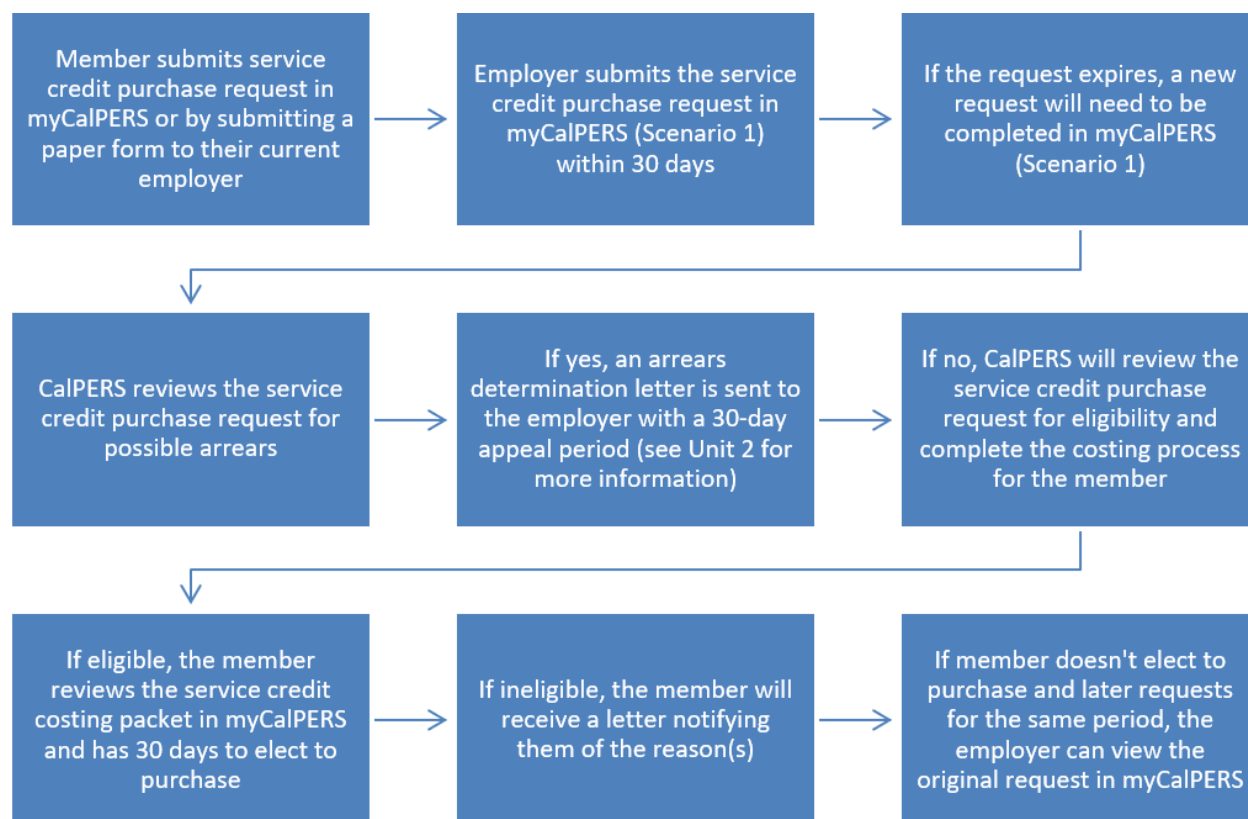 Member submits service
credit purchase request in
myCalPERS or by submitting a
paper form to their current
employer
Employer submits the service
credit purchase request in
myCalPERS (Scenario 1)
within 30 days
If the request expires, a new
request will need to be
completed in myCalPERS
(Scenario 1)
CalPERS reviews the service
credit purchase request for
possible arrears
If yes, an arrears
determination letter is sent to
the employer with a 30-day
appeal period (see Unit 2 for
more information)
If no, CalPERS will review the
service credit purchase
request for eligibility and
complete the costing process
for the member
If eligible, the member
reviews the service credit
costing packet in myCalPERS
and has 30 days to elect to
purchase
If ineligible, the member will
receive a letter notifying
them of the reason(s)
If member doesn't elect to
purchase and later requests
for the same period, the
employer can view the
original request in myCalPERS